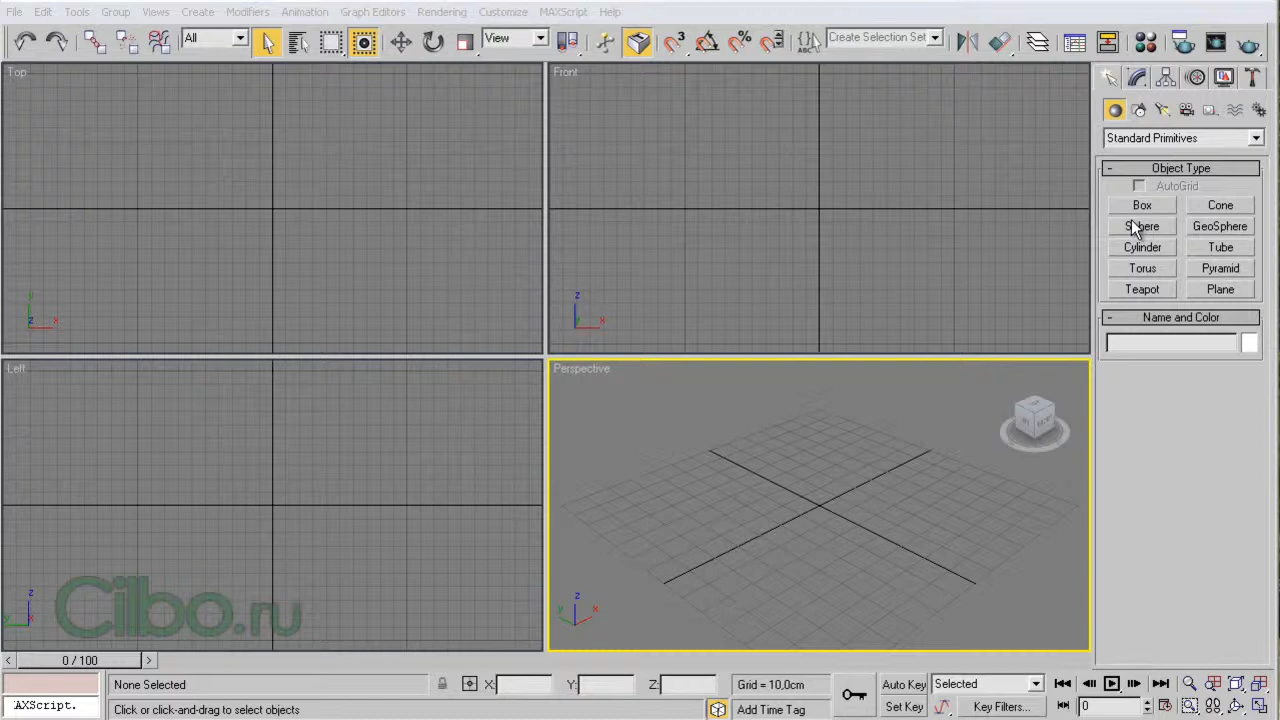 File Edit Tools Group Views Create Modifiers Animation Graph Editors Rendering Customize MAXScript Help
All View Create Selection Set
Top Front
Standard Primitives
Object Type
AutoGrid
Box Cone
Sphere GeoSphere
Cylinder Tube
Torus Pyramid
Teapot Plane
Name and Color
y z
z x y x
Left Perspective
z z
y x y x
Cilbo.ru
0 / 100
None Selected X: Y: Z: Grid = 10,0cm Auto Key Selected
AXScript. Click or click-and-drag to select objects Add Time Tag Set Key Key Filters... 0